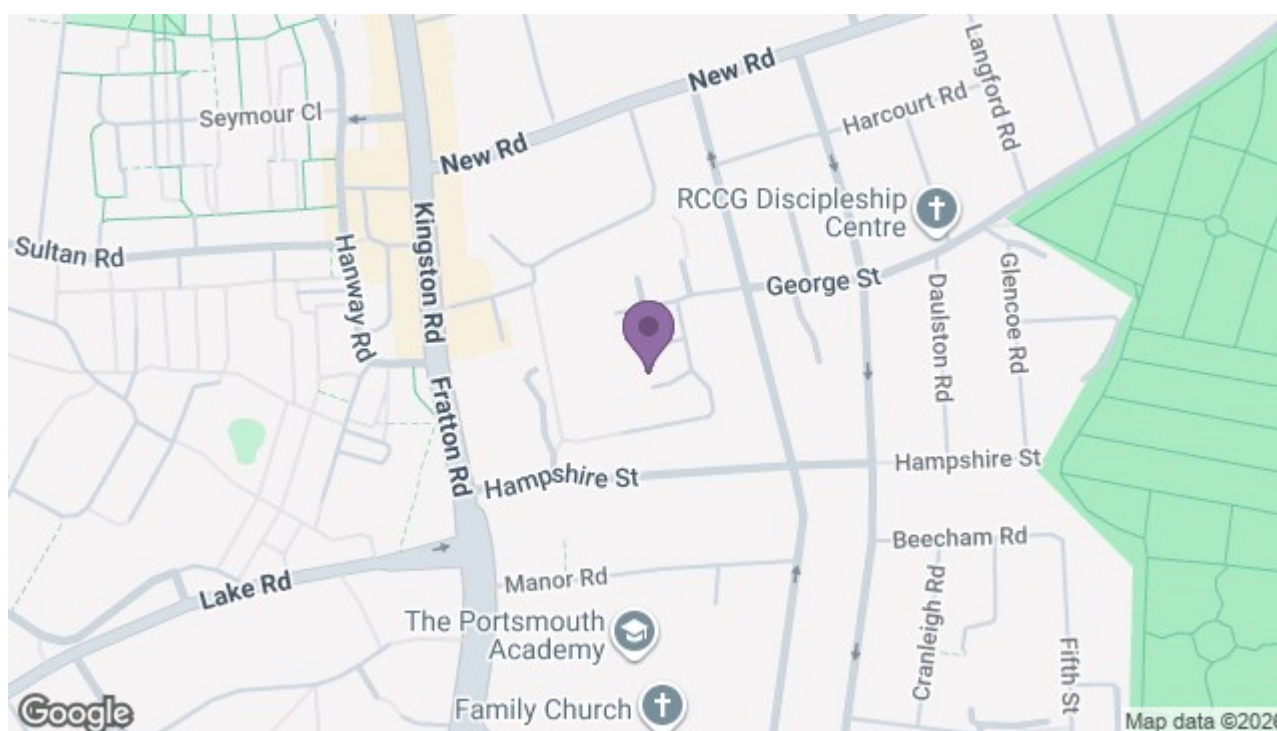 Langford Rd
New Rd
Harcourt Rd
Seymour Cl
New Rd
RCCG Discipleship
Centre
Kingston Rd
Sultan Rd
Hanway Rd
George St
Glencoe Rd
Daulston Rd
Fratton Rd
Hampshire St
Hampshire St
Beecham Rd
Lake Rd
Manor Rd
Cranleigh Rd
The Portsmouth
Academy
Fifth St
Family Church
Google
Map data ©2026